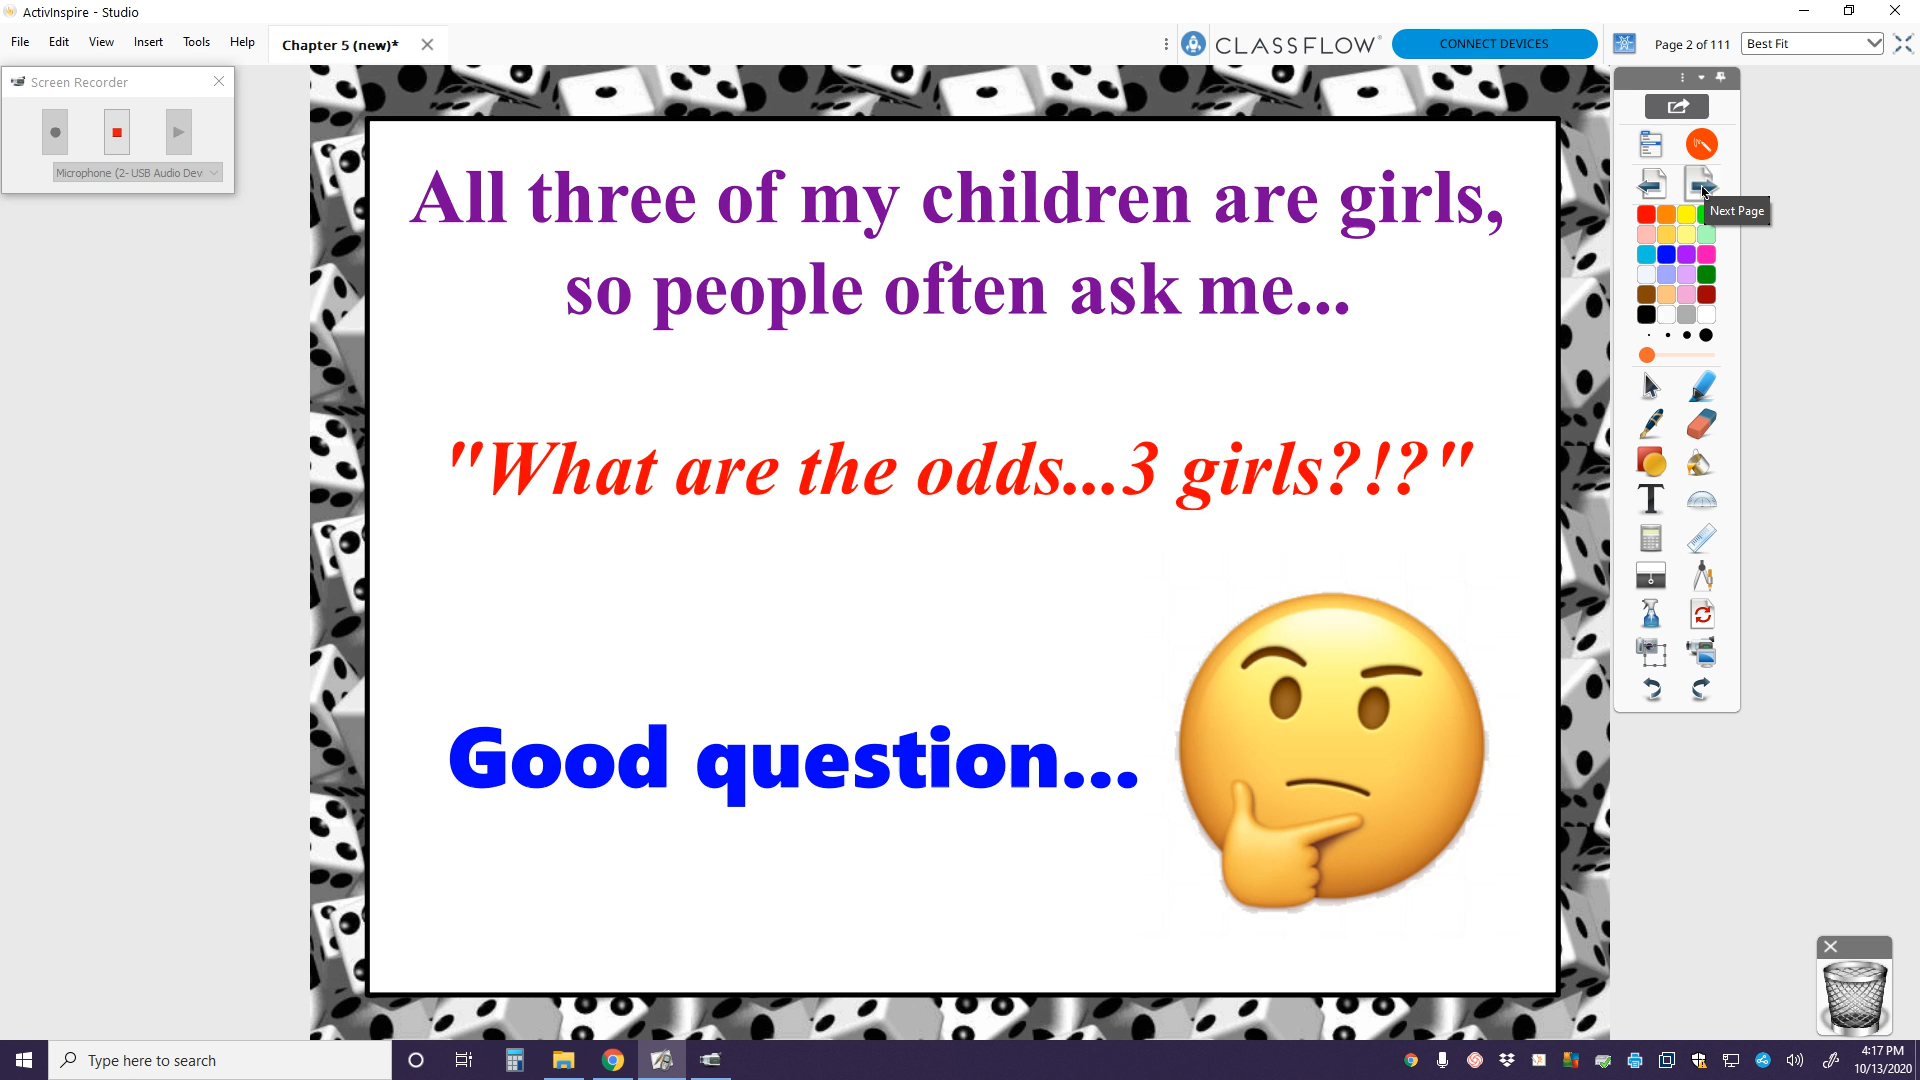 ActivInspire - Studio
File Edit View Insert Tools Help
Chapter 5 (new)*
CLASSFLOW
CONNECT DEVICES
Page 2 of 111
Best Fit
Screen Recorder
Microphone (2- USB Audio Dev
Next Page
All three of my children are girls,
so people often ask me...
"What are the odds...3 girls?!?"
Good question...
Type here to search
4:17 PM
10/13/2020